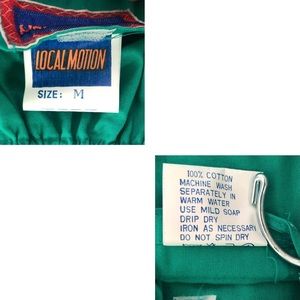 LOCAL MOTION
SIZE: M
100% COTTON
MACHINE WASH
SEPARATELY IN
WARM WATER
USE MILD SOAP
DRIP DRY
IRON AS NECESSARY
DO NOT SPIN DRY